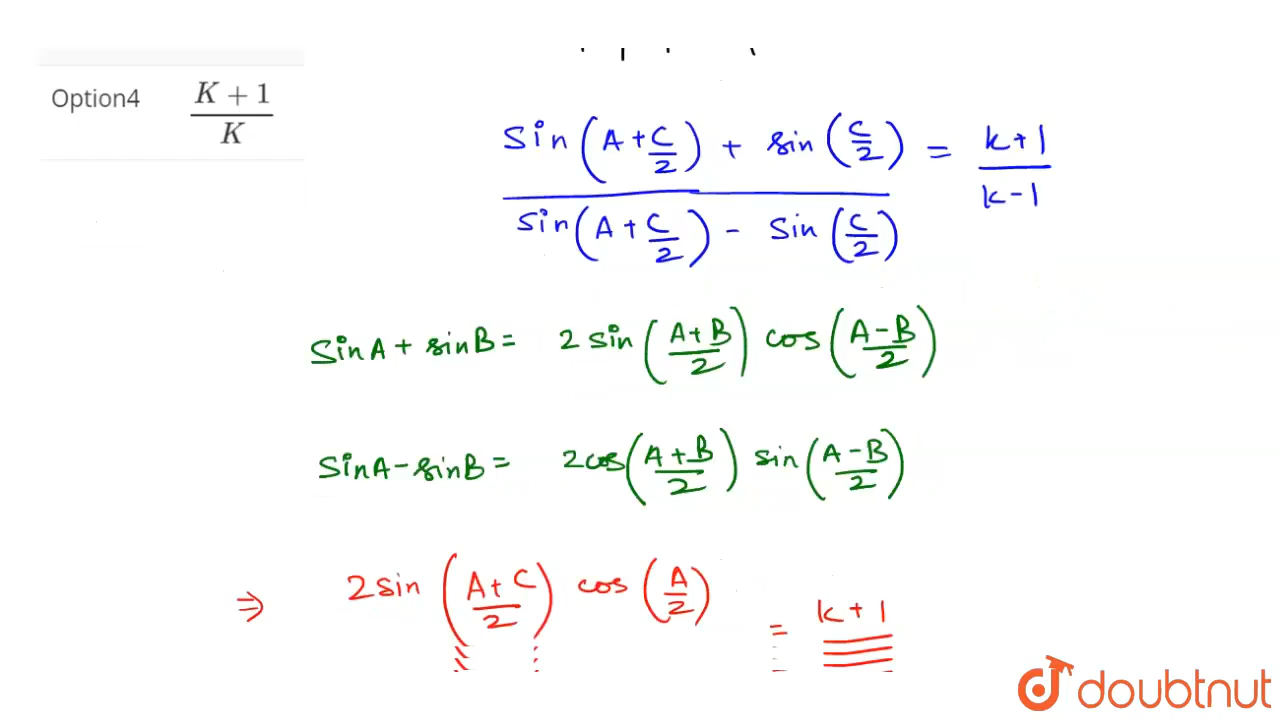 Option4 K + 1 / K
sin(A + C/2) + sin(C/2) / sin(A + C/2) - sin(C/2) = k+1 / k-1
sinA + sinB = 2 sin(A+B/2) cos(A-B/2)
sinA - sinB = 2cos(A+B/2) sin(A-B/2)
⇒ 2sin(A+C/2) cos(A/2) = k+1
doubtnut